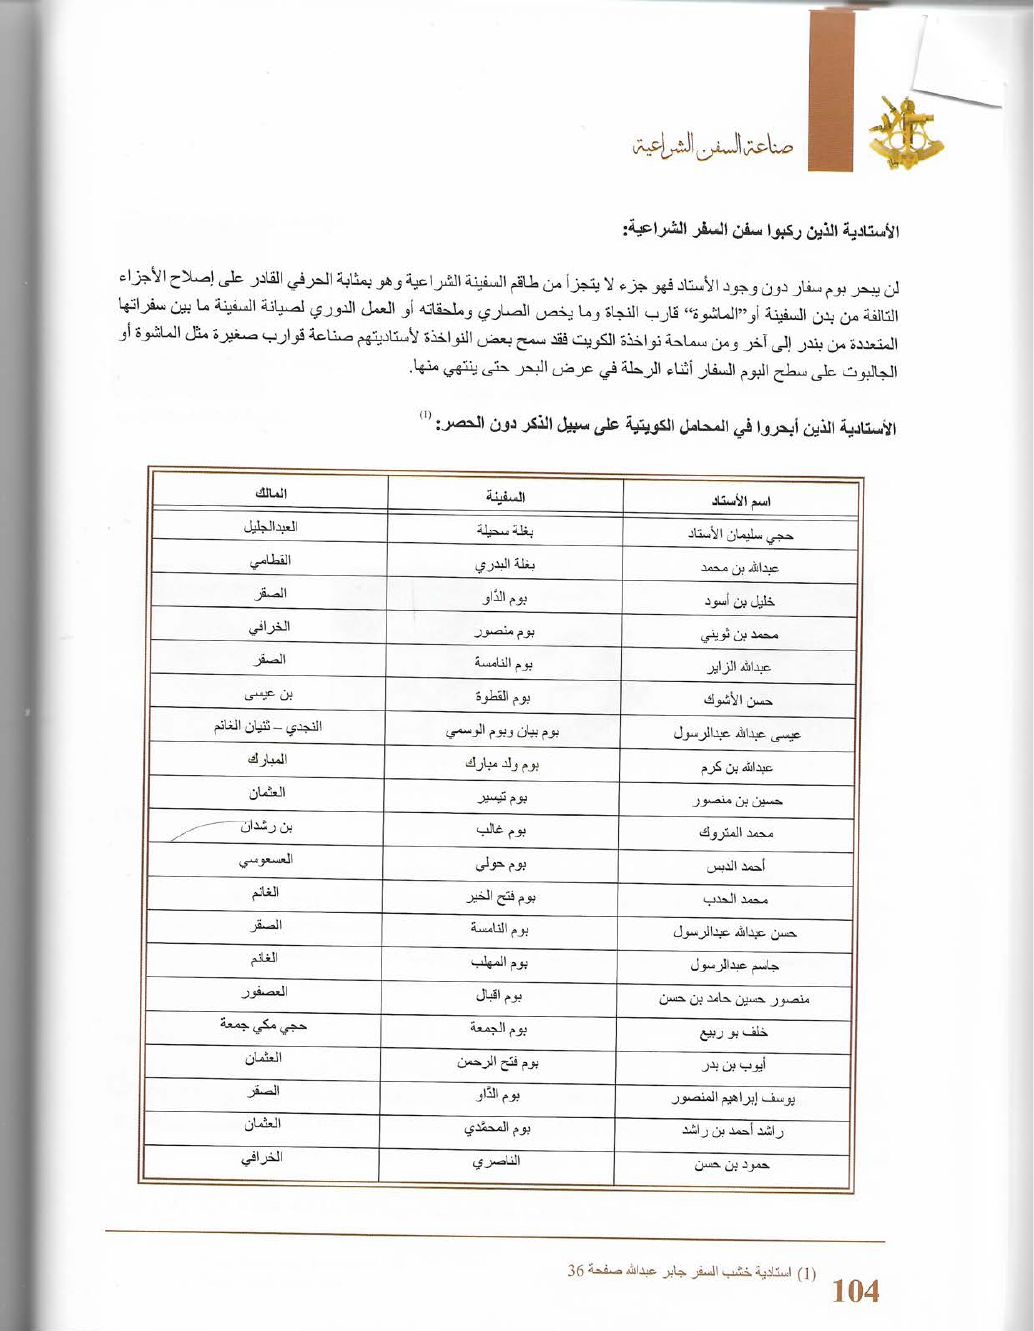 صناعة السفن الشراعية
الأستادية الذين ركبوا سفن السفر الشراعية:
لن يبحر بوم سفار دون وجود الأستاد فهو جزء لا يتجزأ من طاقم السفينة الشراعية وهو بمثابة الحرفي القادر على إصلاح الأجزاء
التالفة من بدن السفينة أو "الماشوة" قارب النجاة وما يخص الصاري وملحقاته أو العمل الدوري لصيانة السفينة ما بين سفراتها
المتعددة من بندر إلى آخر ومن سماحة نواخذة الكويت فقد سمح بعض النواخذة لأستاديتهم صناعة قوارب صغيرة مثل الماشوة أو
الجالبوت على سطح البوم السفار أثناء الرحلة في عرض البحر حتى ينتهي منها.
الأستادية الذين أبحروا في المحامل الكويتية على سبيل الذكر دون الحصر: (1)
اسم الأستاد السفينة المالك
حجي سليمان الأستاد بغلة سحيلة العبدالجليل
عبدالله بن محمد بغلة البدري القطامي
خليل بن أسود بوم الدَّاو الصقر
محمد بن ثويني بوم منصور الخرافي
عبدالله الزاير بوم النامسة الصقر
حسن الأشوك بوم القطوة بن عيسى
عيسى عبدالله عبدالرسول بوم بيان وبوم الوسمي النجدي – ثنيان الغانم
عبدالله بن كرم بوم ولد مبارك المبارك
حسين بن منصور بوم تيسير العثمان
محمد المتروك بوم غالب بن رشدان
أحمد الدبس بوم حولي العسعوسي
محمد الحدب بوم فتح الخير الغانم
حسن عبدالله عبدالرسول بوم النامسة الصقر
جاسم عبدالرسول بوم المهلب الغانم
منصور حسين حامد بن حسن بوم اقبال العصفور
خلف بو ربيع بوم الجمعة حجي مكي جمعة
أيوب بن بدر بوم فتح الرحمن العثمان
يوسف إبراهيم المنصور بوم الدَّاو الصقر
راشد أحمد بن راشد بوم المحمَّدي العثمان
حمود بن حسن الناصري الخرافي
(1) استادية خشب السفر جابر عبدالله صفحة 36
104